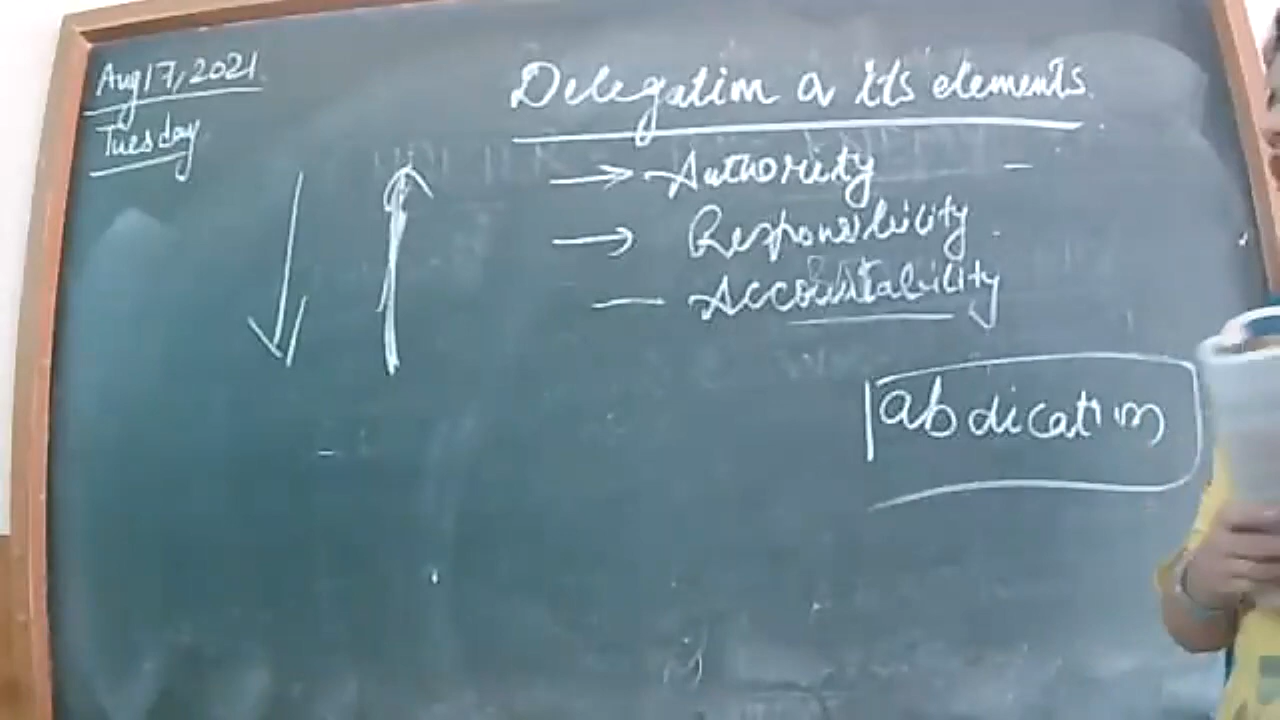 Aug 17, 2021
Tuesday
Delegation & its elements.
→ Authority -
→ Responsibility.
— Accountability
abdication